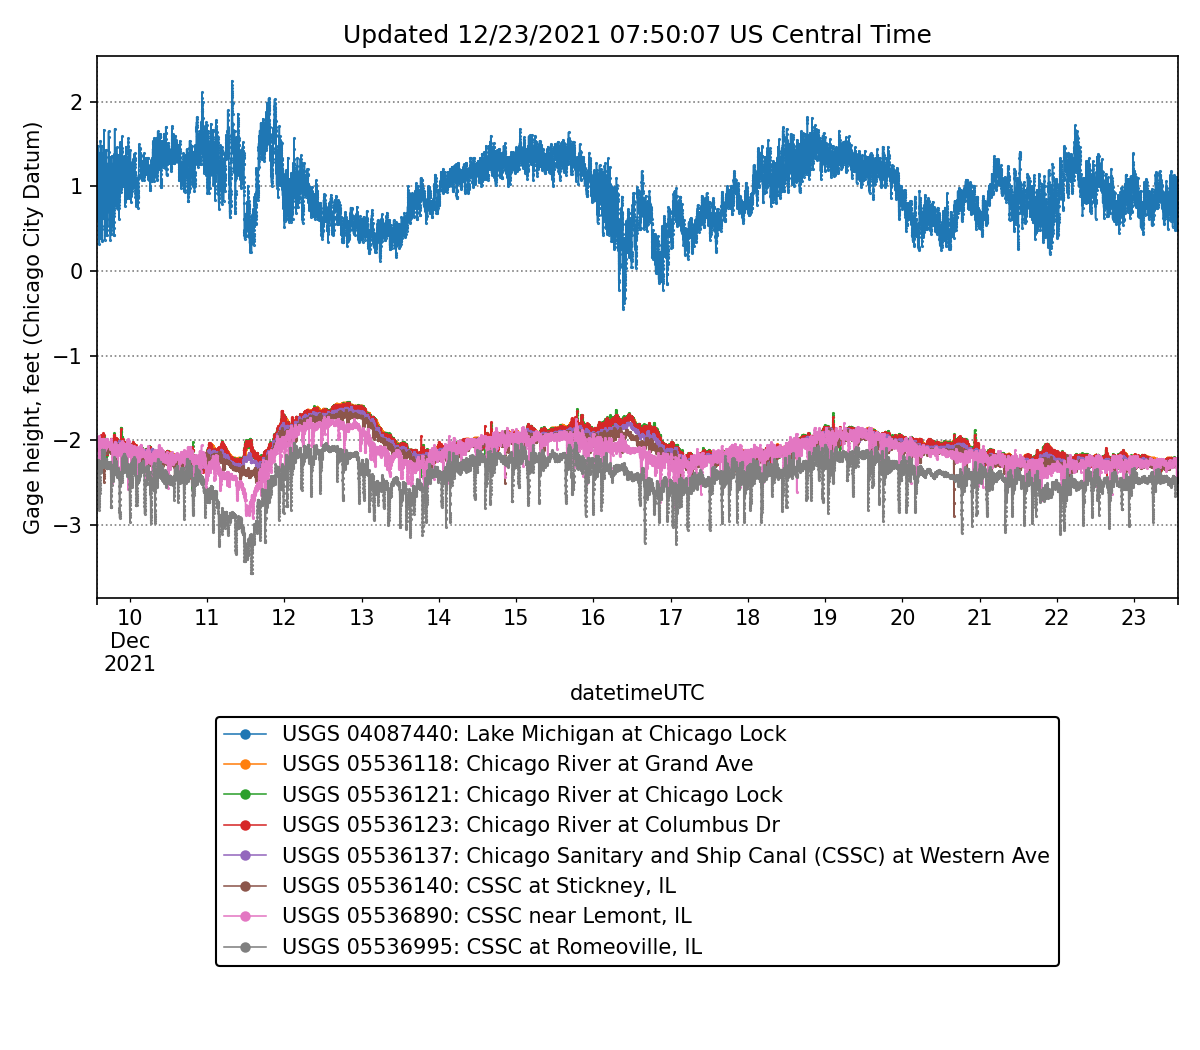 Updated 12/23/2021 07:50:07 US Central Time
Gage height, feet (Chicago City Datum)
2
1
0
−1
−2
−3
10 11 12 13 14 15 16 17 18 19 20 21 22 23
Dec
2021
datetimeUTC
USGS 04087440: Lake Michigan at Chicago Lock
USGS 05536118: Chicago River at Grand Ave
USGS 05536121: Chicago River at Chicago Lock
USGS 05536123: Chicago River at Columbus Dr
USGS 05536137: Chicago Sanitary and Ship Canal (CSSC) at Western Ave
USGS 05536140: CSSC at Stickney, IL
USGS 05536890: CSSC near Lemont, IL
USGS 05536995: CSSC at Romeoville, IL